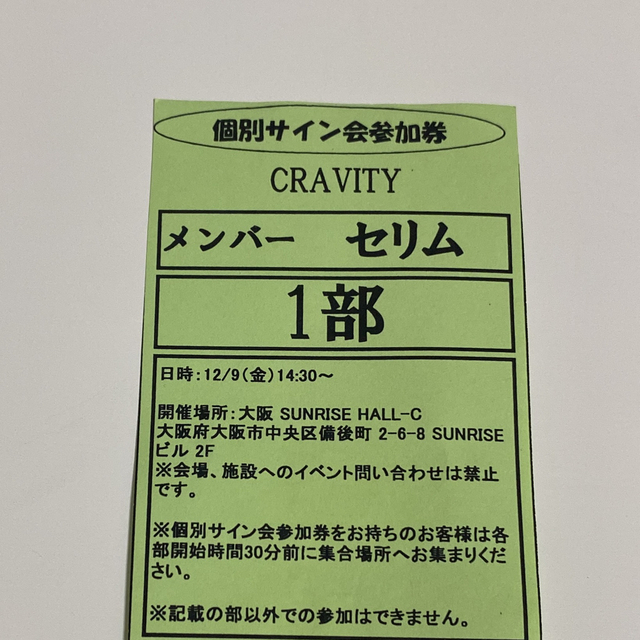 個別サイン会参加券
CRAVITY
メンバー セリム
1部
日時:12/9(金)14:30～
開催場所:大阪 SUNRISE HALL-C
大阪府大阪市中央区備後町 2-6-8 SUNRISE
ビル 2F
※会場、施設へのイベント問い合わせは禁止
です。
※個別サイン会参加券をお持ちのお客様は各
部開始時間30分前に集合場所へお集まりくだ
さい。
※記載の部以外での参加はできません。